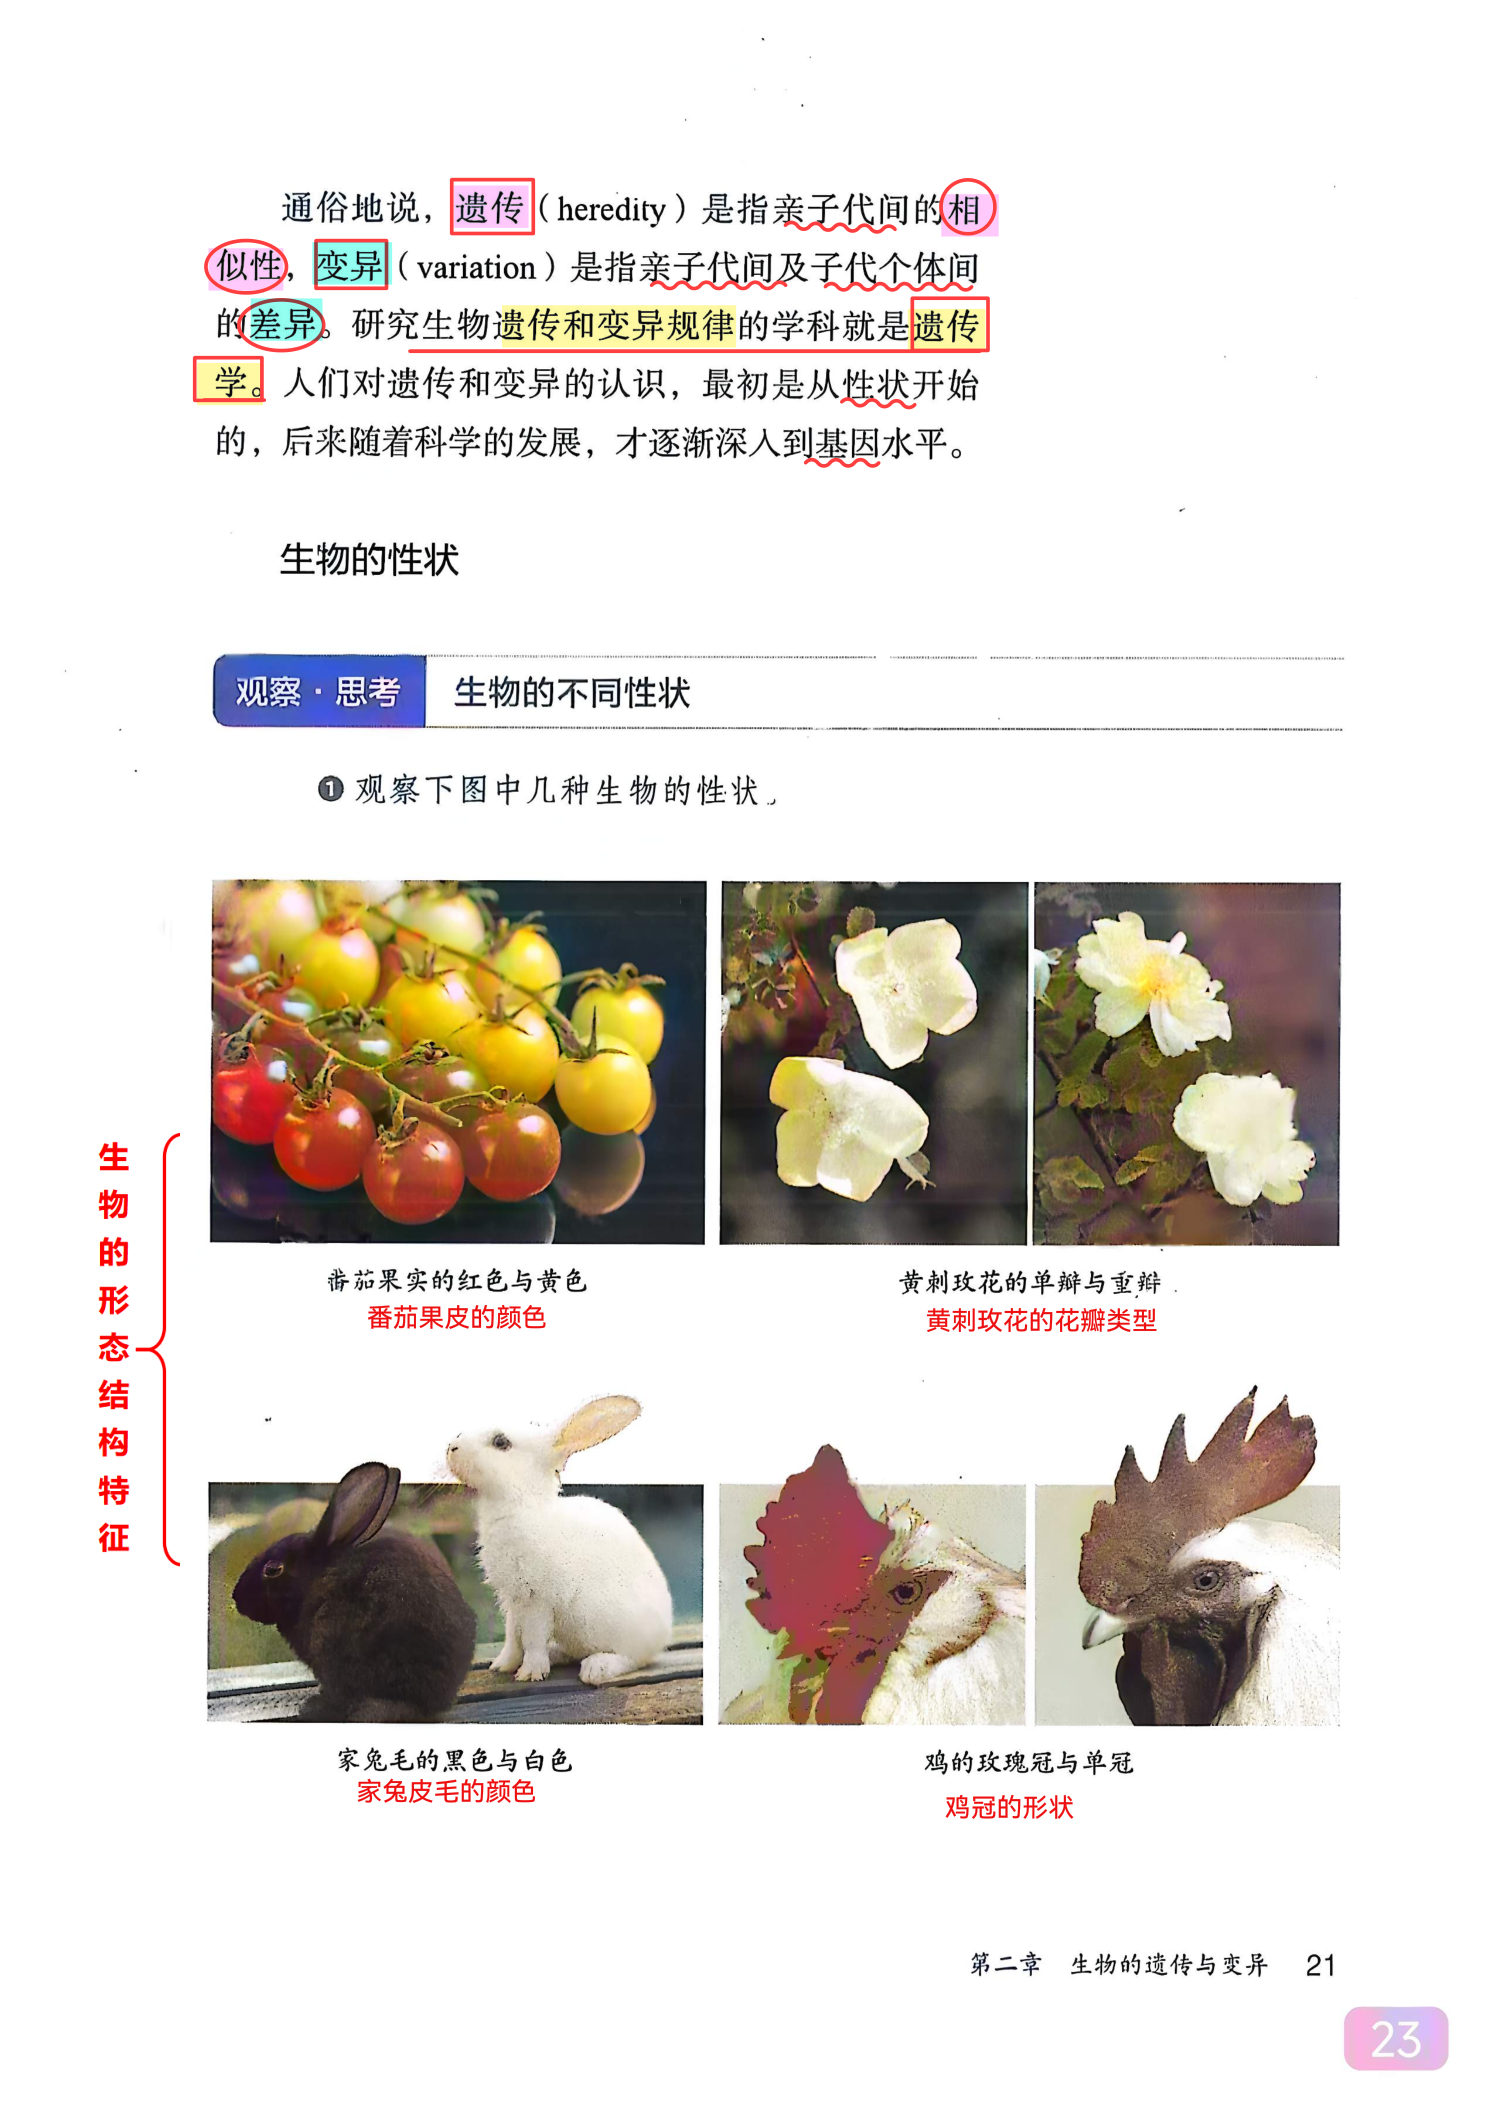 通俗地说，遗传（heredity）是指亲子代间的相
似性，变异（variation）是指亲子代间及子代个体间
的差异。研究生物遗传和变异规律的学科就是遗传
学。人们对遗传和变异的认识，最初是从性状开始
的，后来随着科学的发展，才逐渐深入到基因水平。
生物的性状
观察·思考 生物的不同性状
❶ 观察下图中几种生物的性状。
生物的形态结构特征
番茄果实的红色与黄色
番茄果皮的颜色
黄刺玫花的单瓣与重瓣
黄刺玫花的花瓣类型
家兔毛的黑色与白色
家兔皮毛的颜色
鸡的玫瑰冠与单冠
鸡冠的形状
第二章 生物的遗传与变异 21
23